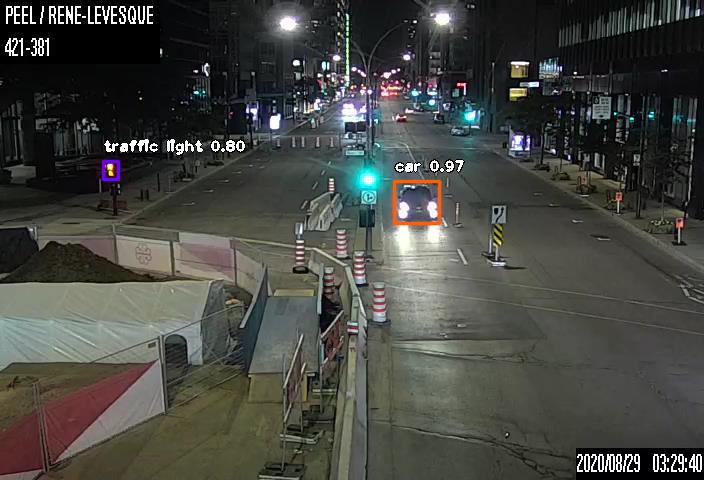 PEEL / RENE-LEVESQUE
421-381
traffic light 0.80
car 0.97
2020/08/29 03:29:40